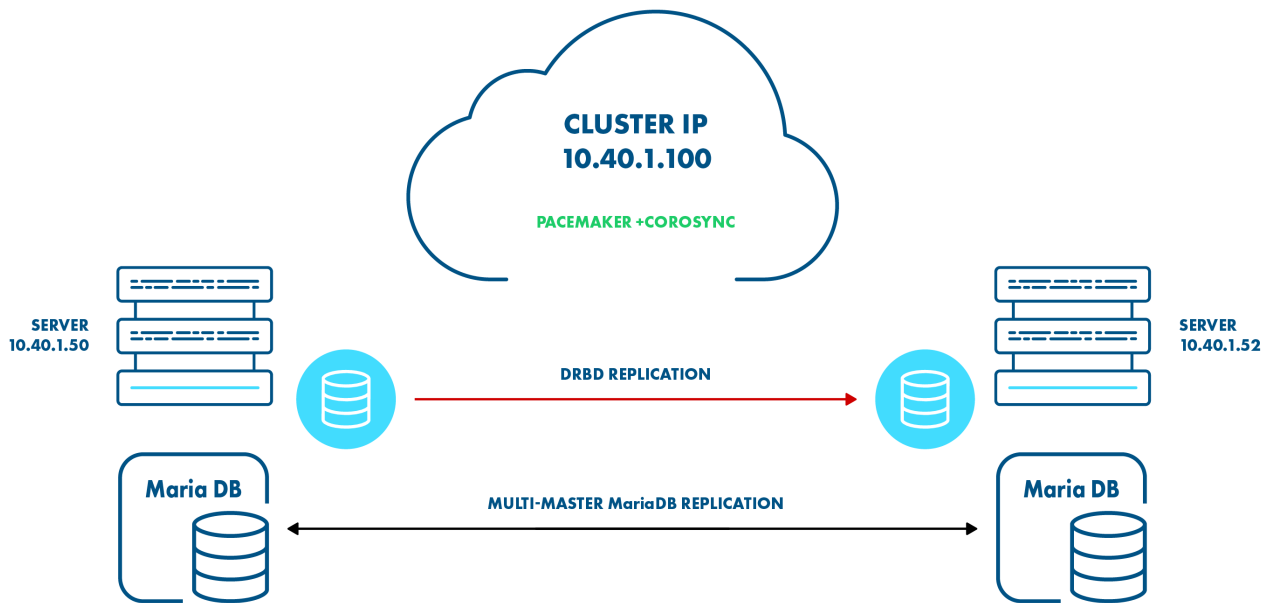 CLUSTER IP
10.40.1.100
PACEMAKER +COROSYNC
SERVER
10.40.1.50
SERVER
10.40.1.52
DRBD REPLICATION
Maria DB
MULTI-MASTER MariaDB REPLICATION
Maria DB